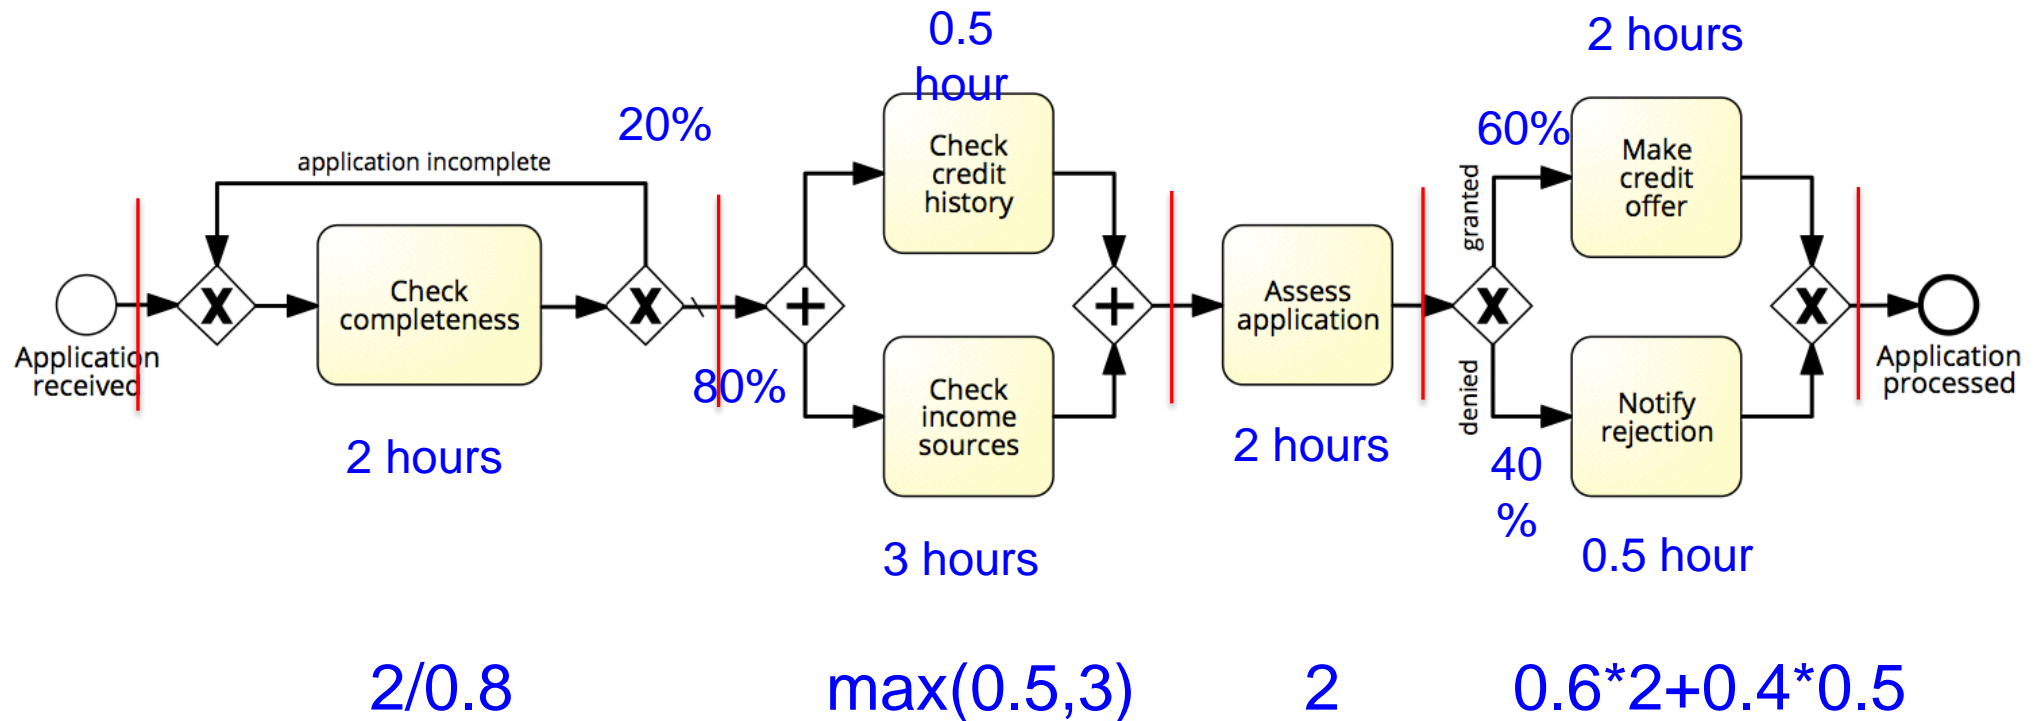 0.5
hour
2 hours
20%
60%
application incomplete
Check
credit
history
Make
credit
offer
granted
Application
received
Check
completeness
80%
Check
income
sources
Assess
application
denied
Notify
rejection
Application
processed
2 hours
2 hours
40
%
3 hours
0.5 hour
2/0.8
max(0.5,3)
2
0.6*2+0.4*0.5